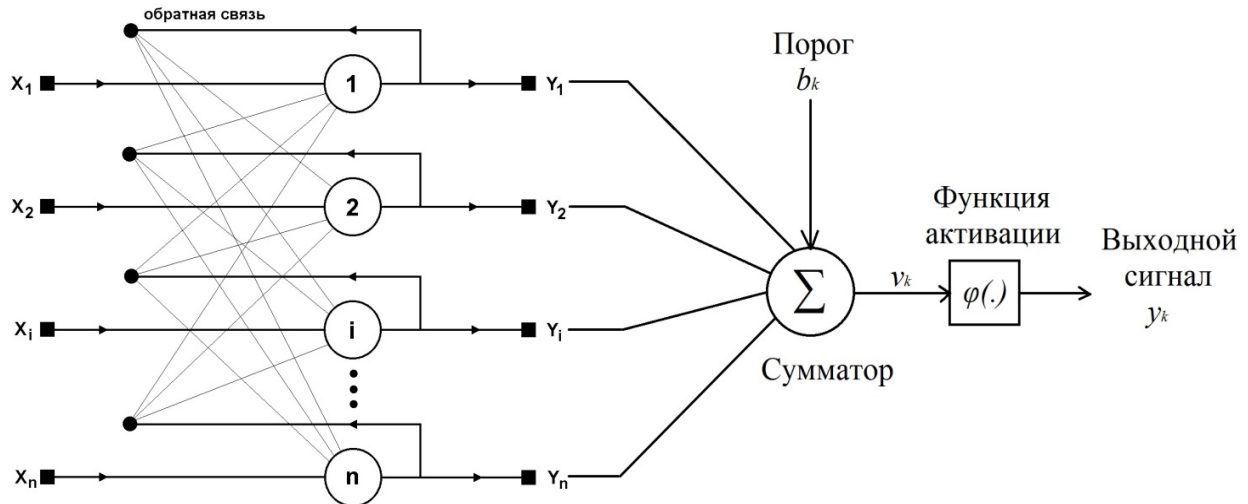 обратная связь
X1
1
Y1
X2
2
Y2
Xi
i
Yi
Xn
n
Yn
Порог
bk
Σ
Сумматор
vk
Функция
активации
φ(.)
Выходной
сигнал
yk